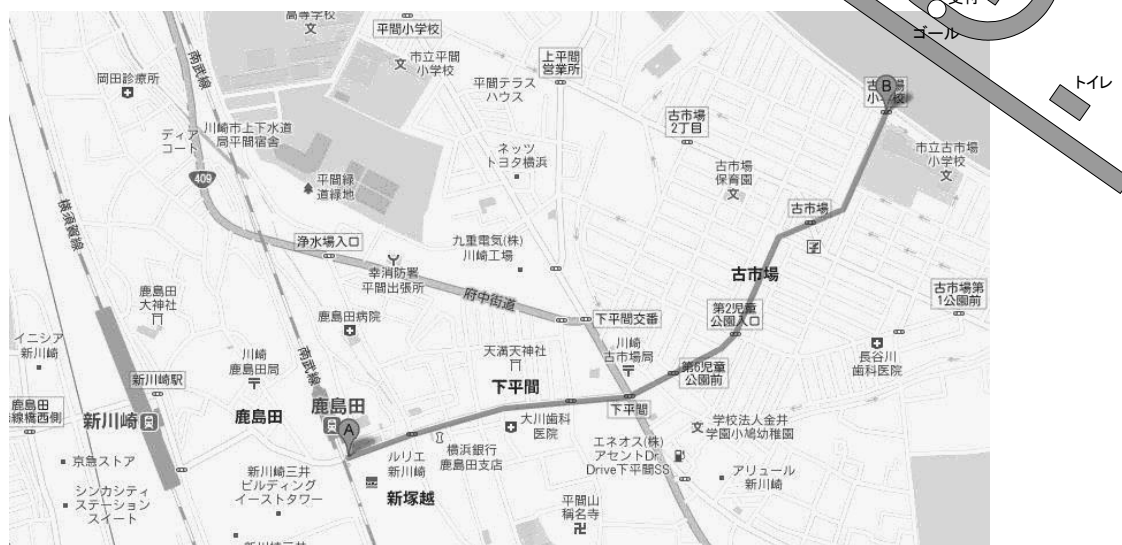 受付
ゴール
トイレ
高等学校
文
平間小学校
南武線
文
市立平間
小学校
上平間
営業所
岡田診療所
平間テラス
ハウス
B
古市場
2丁目
川崎市上下水道
局平間宿舎
ディア
コート
ネッツ
トヨタ横浜
市立古市場
小学校
文
古市場
保育園
文
409
平間緑
道緑地
横須賀線
古市場
浄水場入口
九重電気(株)
川崎工場
幸消防署
平間出張所
古市場
府中街道
鹿島田
大神社
古市場第
1公園前
鹿島田病院
第2児童
公園入口
下平間交番
イニシア
新川崎
川崎
鹿島田局
南武線
天満天神社
川崎
古市場局
長谷川
歯科医院
新川崎駅
下平間
第6児童
公園前
鹿島田
線橋西側
新川崎
鹿島田
鹿島田
下平間
A
大川歯科
医院
学校法人金井
学園小鳩幼稚園
文
横浜銀行
鹿島田支店
エネオス(株)
アセントDr.
Drive下平間SS
京急ストア
ルリエ
新川崎
新川崎三井
ビルディング
イーストタワー
アリュール
新川崎
シンカシティ
ステーション
スイート
新塚越
平間山
稱名寺
卍